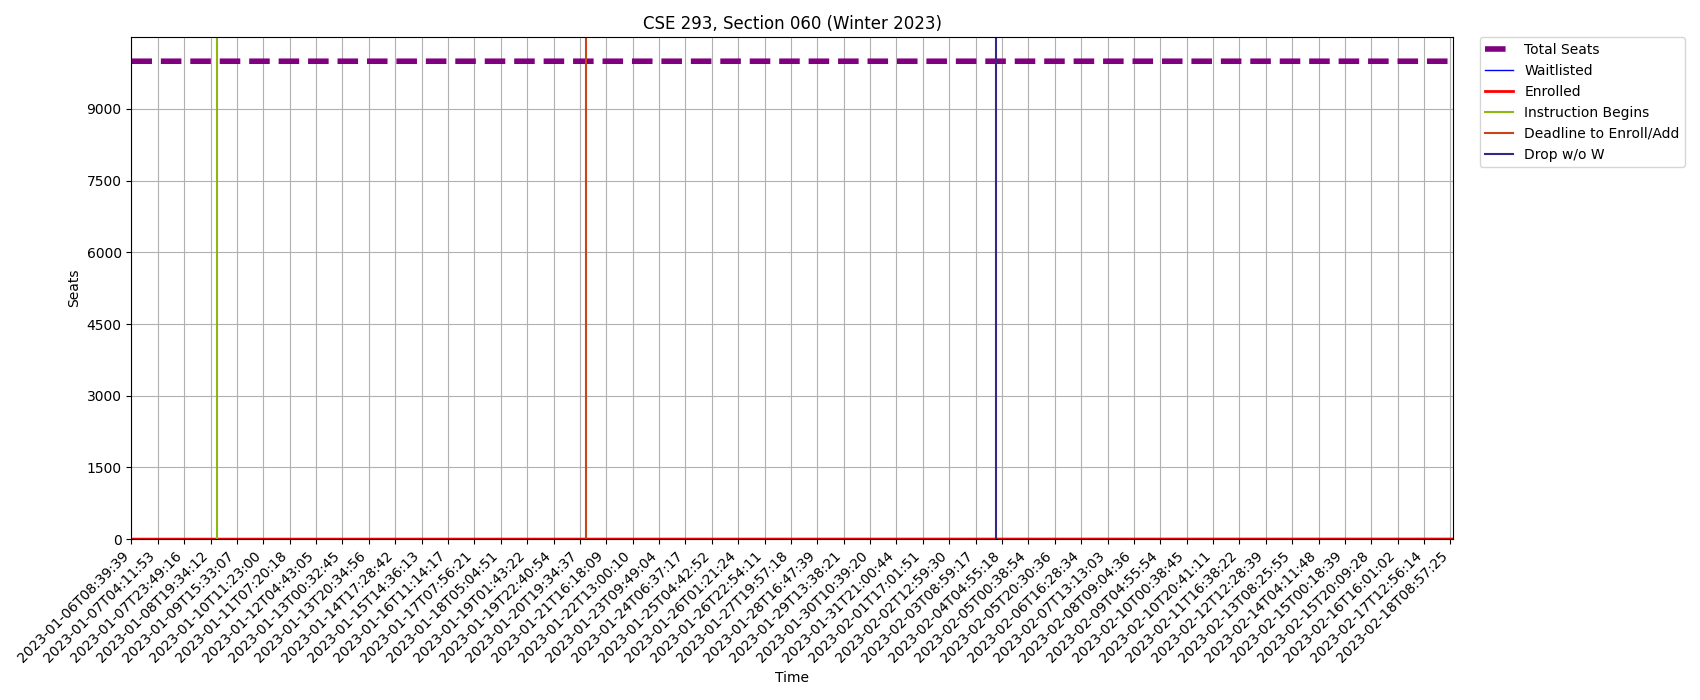 CSE 293, Section 060 (Winter 2023)
Total Seats
Waitlisted
Enrolled
Instruction Begins
Deadline to Enroll/Add
Drop w/o W
Seats
9000
7500
6000
4500
3000
1500
0
2023-01-06T08:39:39
2023-01-07T04:11:53
2023-01-07T23:49:16
2023-01-08T19:34:12
2023-01-09T15:33:07
2023-01-10T11:23:00
2023-01-11T07:20:18
2023-01-12T04:43:05
2023-01-13T00:32:45
2023-01-13T20:34:56
2023-01-14T17:28:42
2023-01-15T14:36:13
2023-01-16T11:14:17
2023-01-17T07:56:21
2023-01-18T05:04:51
2023-01-19T01:43:22
2023-01-19T22:40:54
2023-01-20T19:34:37
2023-01-21T16:18:09
2023-01-22T13:00:10
2023-01-23T09:49:04
2023-01-24T06:37:17
2023-01-25T04:42:52
2023-01-26T01:21:24
2023-01-26T22:54:11
2023-01-27T19:57:18
2023-01-28T16:47:39
2023-01-29T13:38:21
2023-01-30T10:39:20
2023-01-31T21:00:44
2023-02-01T17:01:51
2023-02-02T12:59:30
2023-02-03T08:59:17
2023-02-04T04:55:18
2023-02-05T00:38:54
2023-02-05T20:30:36
2023-02-06T16:28:34
2023-02-07T13:13:03
2023-02-08T09:04:36
2023-02-09T04:55:54
2023-02-10T00:38:45
2023-02-10T20:41:11
2023-02-11T16:38:22
2023-02-12T12:28:39
2023-02-13T08:25:55
2023-02-14T04:11:48
2023-02-15T00:18:39
2023-02-15T20:09:28
2023-02-16T16:01:02
2023-02-17T12:56:14
2023-02-18T08:57:25
Time